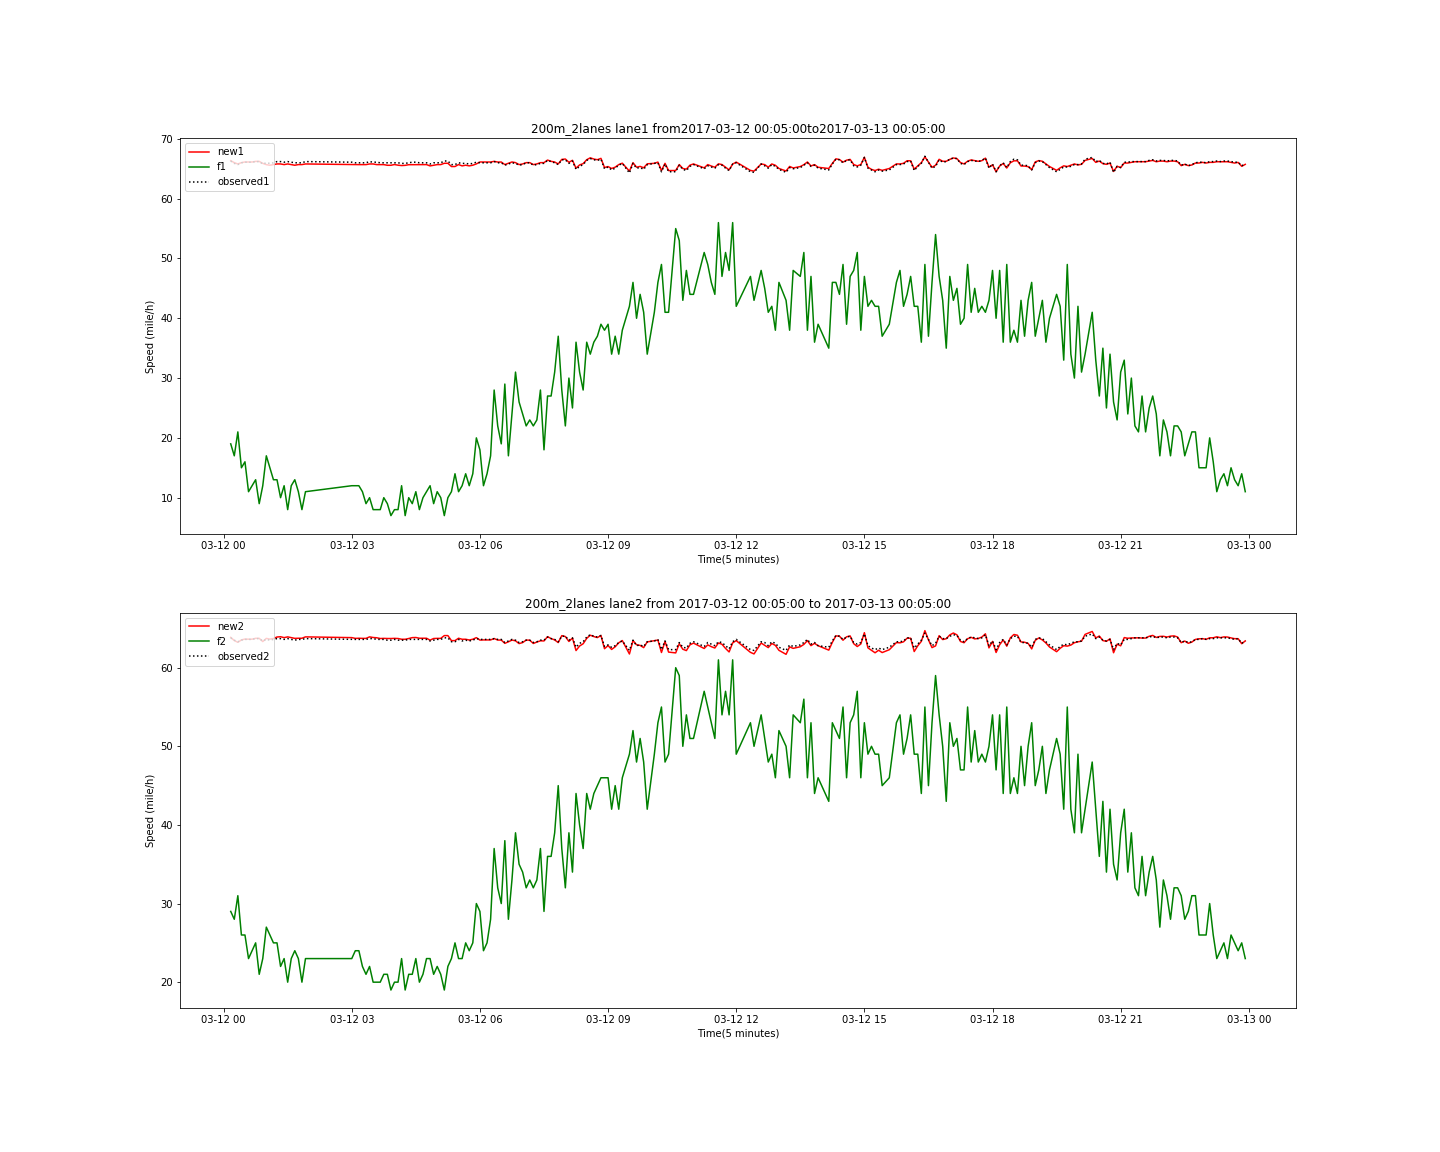 200m_2lanes lane1 from2017-03-12 00:05:00to2017-03-13 00:05:00
70
60
50
40
30
20
10
Speed (mile/h)
new1
f1
observed1
03-12 00 03-12 03 03-12 06 03-12 09 03-12 12 03-12 15 03-12 18 03-12 21 03-13 00
Time(5 minutes)
200m_2lanes lane2 from 2017-03-12 00:05:00 to 2017-03-13 00:05:00
60
50
40
30
20
Speed (mile/h)
new2
f2
observed2
03-12 00 03-12 03 03-12 06 03-12 09 03-12 12 03-12 15 03-12 18 03-12 21 03-13 00
Time(5 minutes)